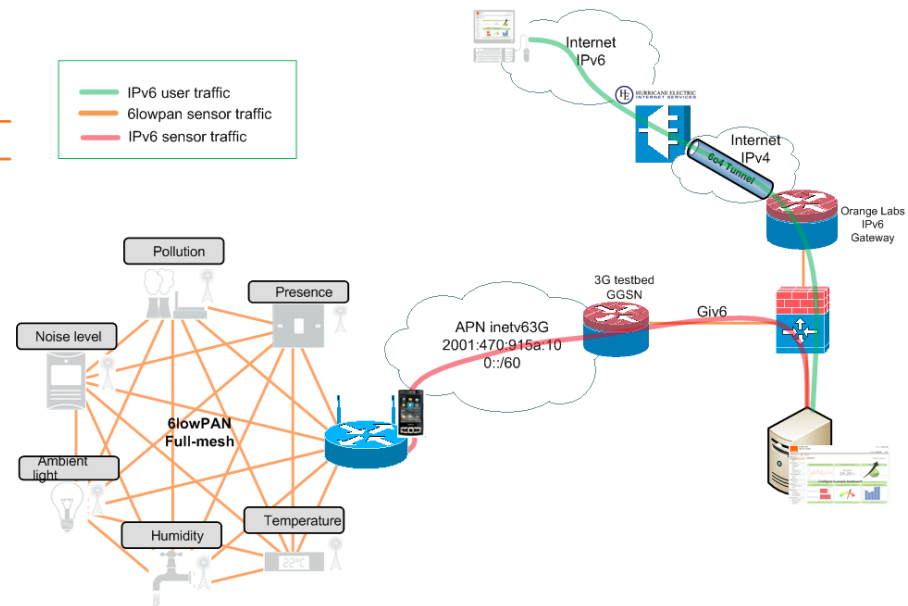 Internet
IPv6
IPv6 user traffic
6lowpan sensor traffic
IPv6 sensor traffic
HE HURRICANE ELECTRIC
INTERNET SERVICES
Internet
IPv4
6o4 Tunnel
Orange Labs
IPv6
Gateway
Pollution
Presence
Noise level
Ambient
light
Humidity
Temperature
22°C
6lowPAN
Full-mesh
APN inetv63G
2001:470:915a:10
0::/60
3G testbed
GGSN
Giv6